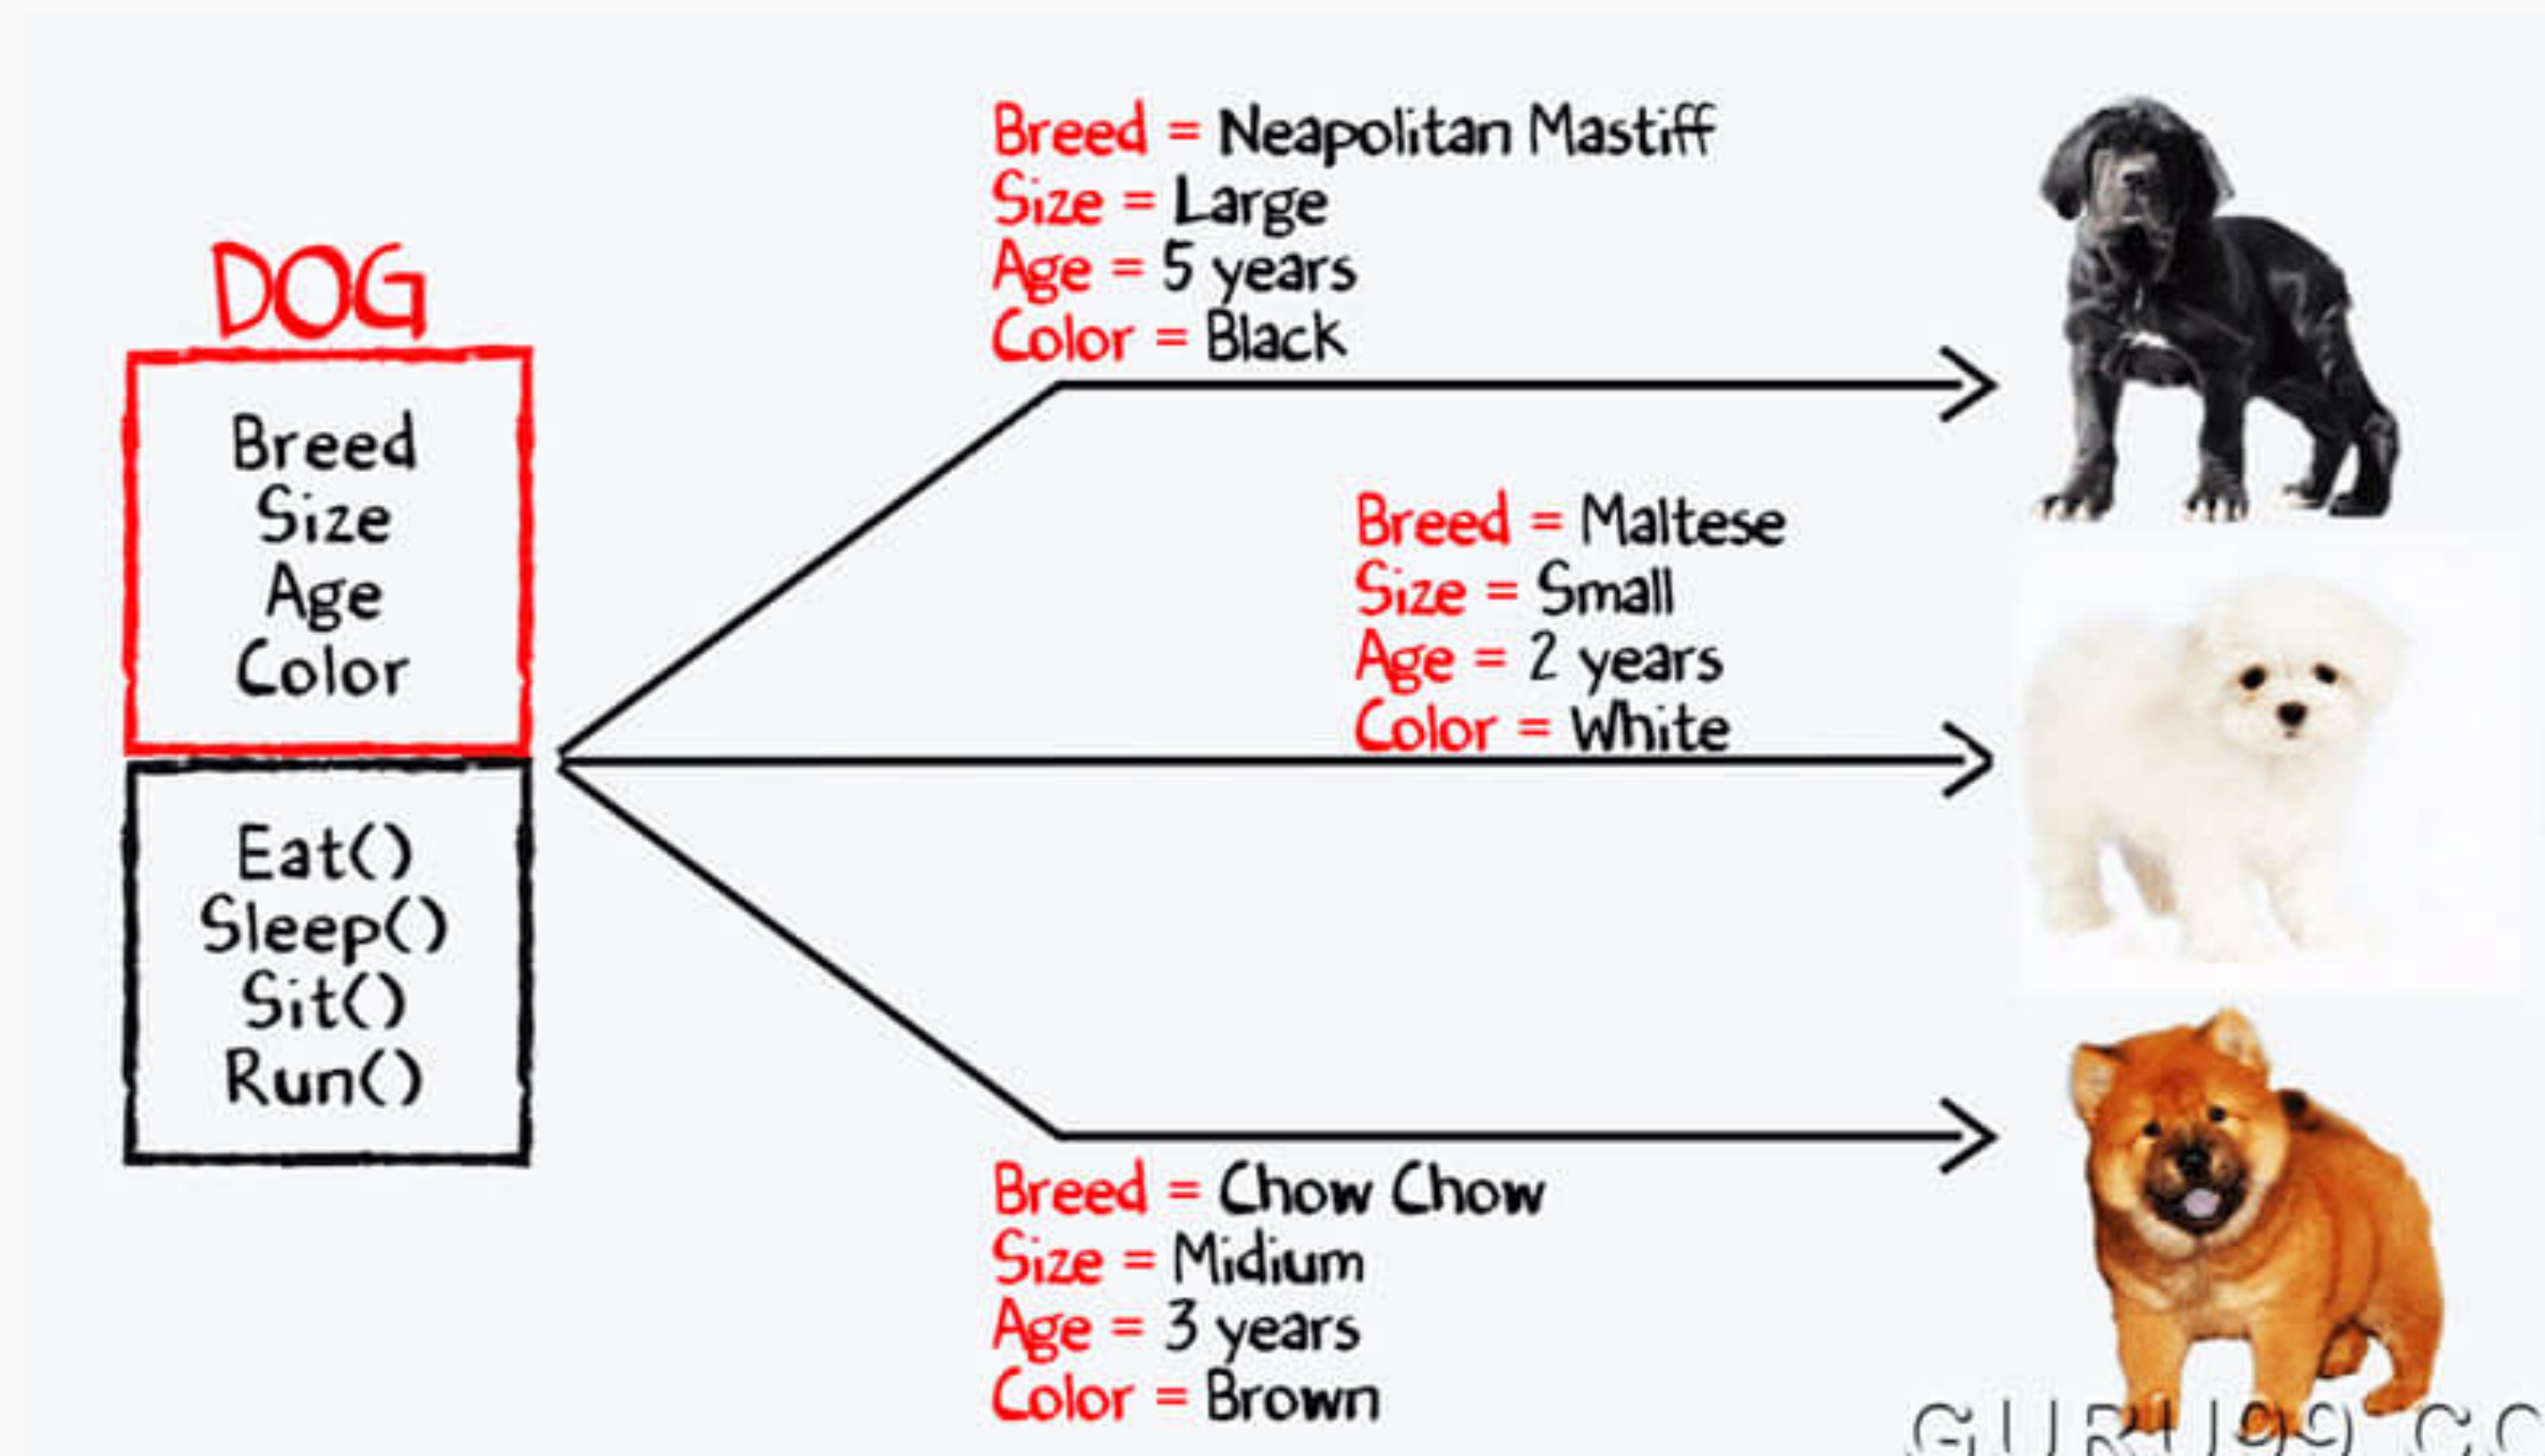 DOG
Breed
Size
Age
Color
Eat()
Sleep()
Sit()
Run()
Breed = Neapolitan Mastiff
Size = Large
Age = 5 years
Color = Black
Breed = Maltese
Size = Small
Age = 2 years
Color = White
Breed = Chow Chow
Size = Midium
Age = 3 years
Color = Brown
GURU99.CO